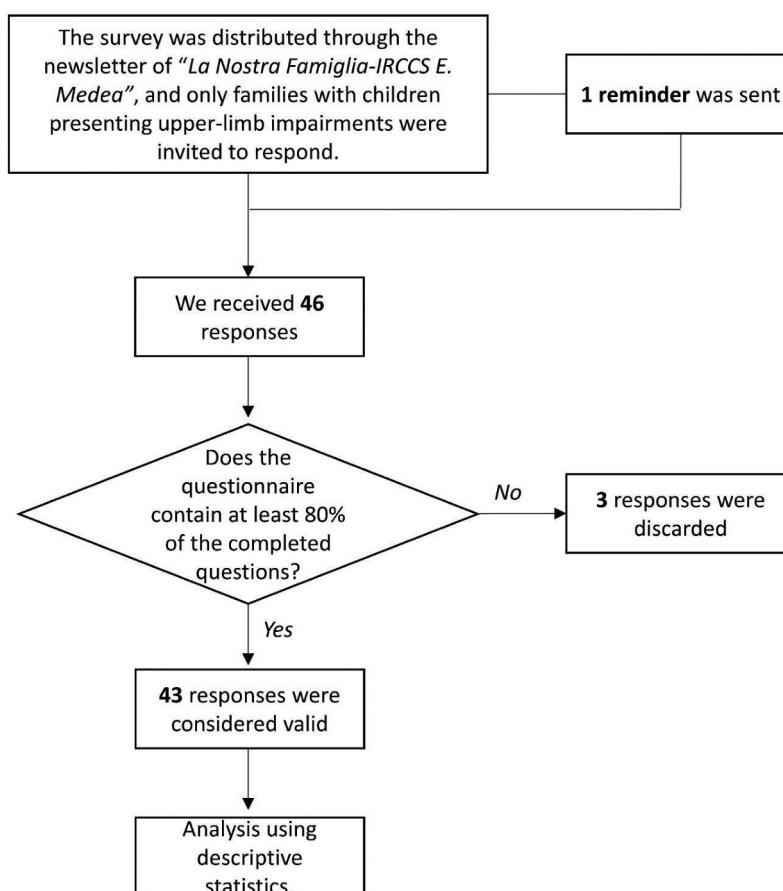 The survey was distributed through the
newsletter of “La Nostra Famiglia-IRCCS E.
Medea”, and only families with children
presenting upper-limb impairments were
invited to respond.
1 reminder was sent
We received 46
responses
Does the
questionnaire
contain at least 80%
of the completed
questions?
No
3 responses were
discarded
Yes
43 responses were
considered valid
Analysis using
descriptive
statistics